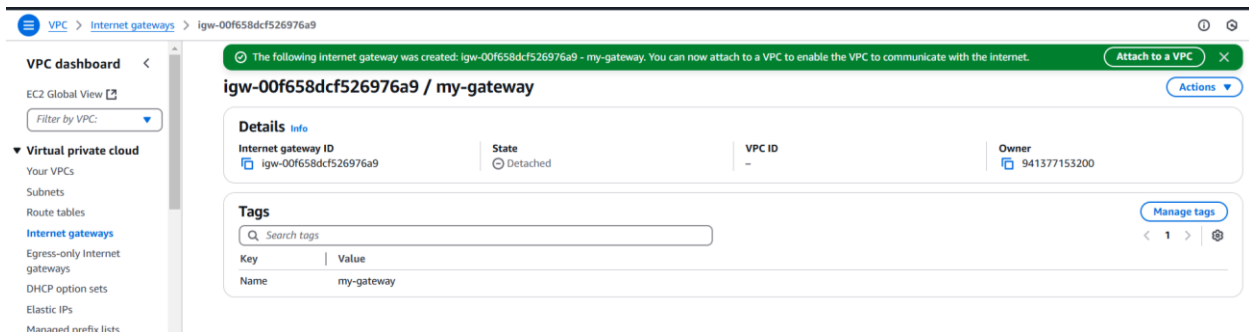 VPC > Internet gateways > igw-00f658dcf526976a9
VPC dashboard
EC2 Global View
Filter by VPC:
Virtual private cloud
Your VPCs
Subnets
Route tables
Internet gateways
Egress-only Internet
gateways
DHCP option sets
Elastic IPs
Managed prefix lists
The following internet gateway was created: igw-00f658dcf526976a9 - my-gateway. You can now attach to a VPC to enable the VPC to communicate with the internet.
Attach to a VPC
igw-00f658dcf526976a9 / my-gateway
Actions
Details Info
Internet gateway ID
igw-00f658dcf526976a9
State
Detached
VPC ID
–
Owner
941377153200
Tags
Manage tags
Search tags
1
Key Value
Name my-gateway